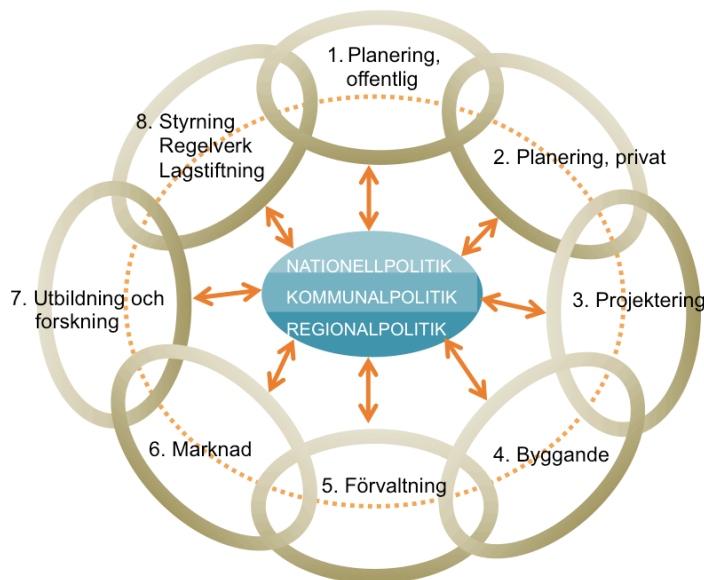 1. Planering,
offentlig
2. Planering, privat
3. Projektering
4. Byggande
5. Förvaltning
6. Marknad
7. Utbildning och
forskning
8. Styrning
Regelverk
Lagstiftning
NATIONELLPOLITIK
KOMMUNALPOLITIK
REGIONALPOLITIK